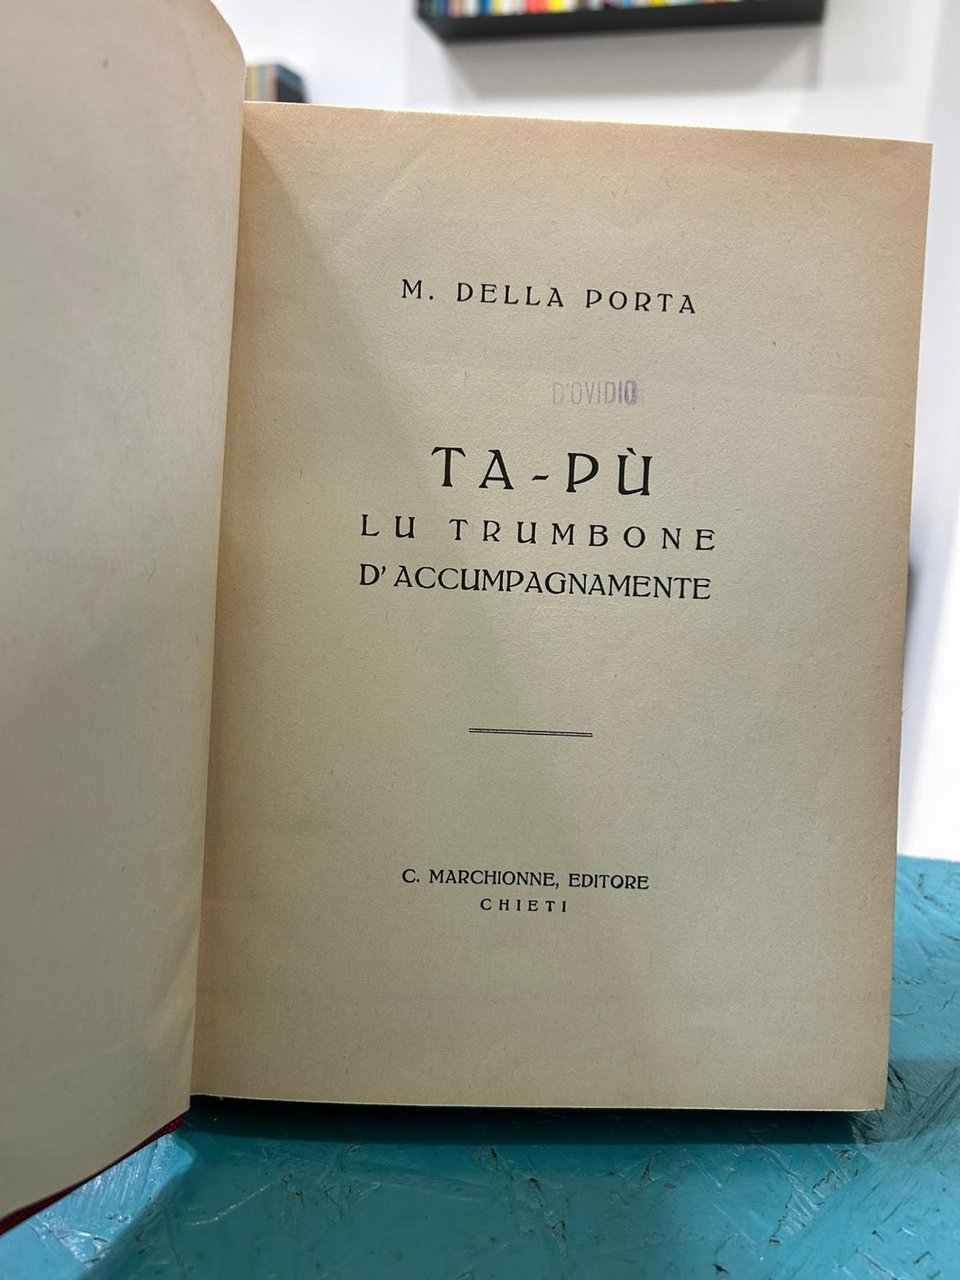 M. DELLA PORTA
D'OVIDIO
TA-PÙ
LU TRUMBONE
D'ACCUMPAGNAMENTE
C. MARCHIONNE, EDITORE
CHIETI